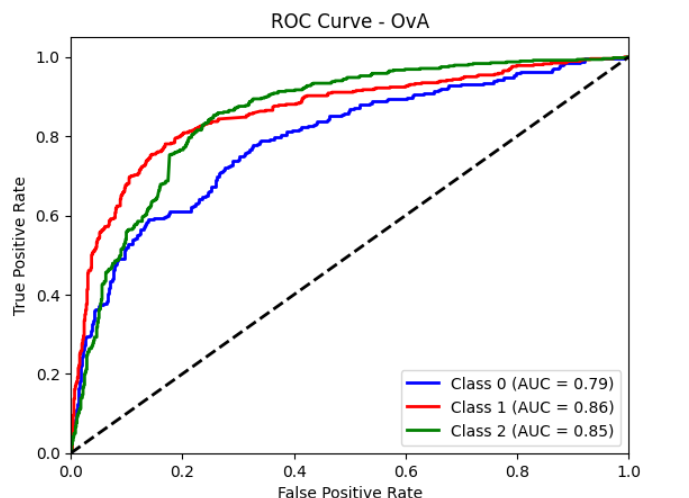 ROC Curve - OvA
1.0
0.8
0.6
0.4
0.2
0.0
True Positive Rate
Class 0 (AUC = 0.79)
Class 1 (AUC = 0.86)
Class 2 (AUC = 0.85)
0.0 0.2 0.4 0.6 0.8 1.0
False Positive Rate